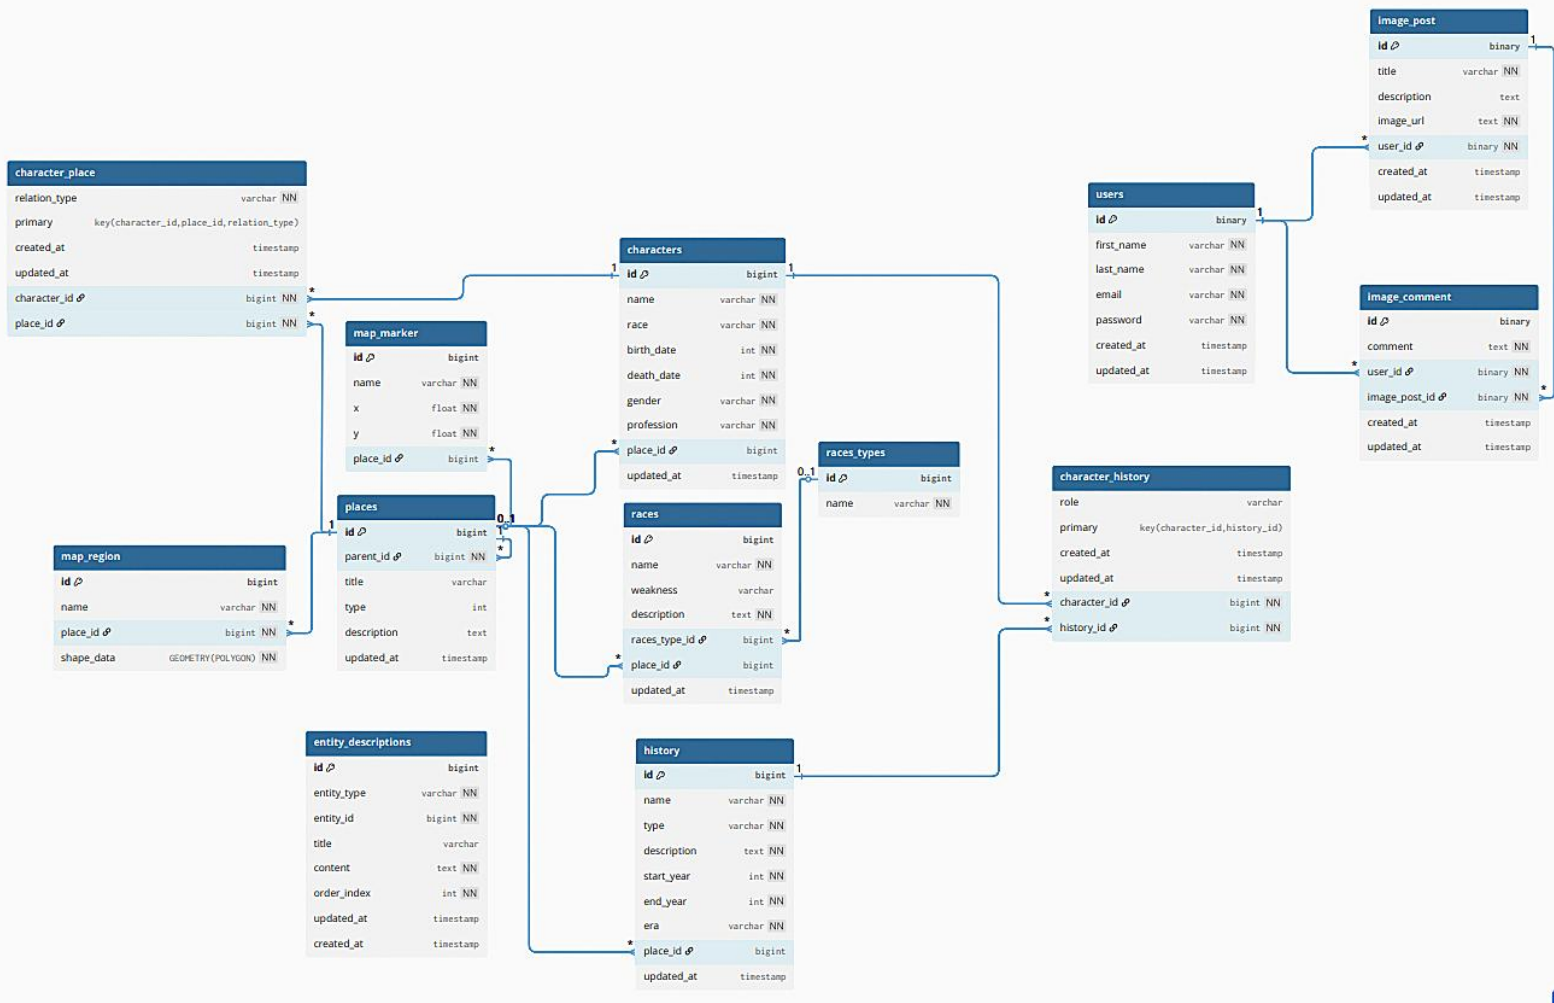 image_post
id binary
title varchar NN
description text
image_url text NN
user_id binary NN
created_at timestamp
updated_at timestamp
1
*
character_place
relation_type varchar NN
primary key(character_id,place_id,relation_type)
created_at timestamp
updated_at timestamp
character_id bigint NN
place_id bigint NN
*
*
users
id binary
first_name varchar NN
last_name varchar NN
email varchar NN
password varchar NN
created_at timestamp
updated_at timestamp
1
characters
id bigint
name varchar NN
race varchar NN
birth_date int NN
death_date int NN
gender varchar NN
profession varchar NN
place_id bigint
updated_at timestamp
1
1
*
image_comment
id binary
comment text NN
user_id binary NN
image_post_id binary NN
created_at timestamp
updated_at timestamp
*
*
map_marker
id bigint
name varchar NN
x float NN
y float NN
place_id bigint
*
races_types
id bigint
name varchar NN
0..1
character_history
role varchar
primary key(character_id,history_id)
created_at timestamp
updated_at timestamp
character_id bigint NN
history_id bigint NN
*
*
places
id bigint
parent_id bigint NN
title varchar
type int
description text
updated_at timestamp
1
0..1
1
*
races
id bigint
name varchar NN
weakness varchar
description text NN
races_type_id bigint
place_id bigint
updated_at timestamp
*
*
map_region
id bigint
name varchar NN
place_id bigint NN
shape_data GEOMETRY(POLYGON) NN
*
entity_descriptions
id bigint
entity_type varchar NN
entity_id bigint NN
title varchar
content text NN
order_index int NN
updated_at timestamp
created_at timestamp
history
id bigint
name varchar NN
type varchar NN
description text NN
start_year int NN
end_year int NN
era varchar NN
place_id bigint
updated_at timestamp
1
*